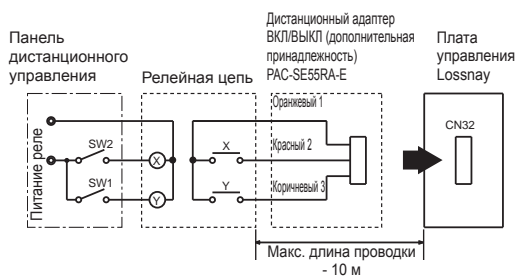 Панель
дистанционного
управления
Релейная цепь
Дистанционный адаптер
ВКЛ/ВЫКЛ (дополнительная
принадлежность)
PAC-SE55RA-E
Плата
управления
Lossnay
Питание реле
SW2
SW1
X
Y
X
Y
Оранжевый 1
Красный 2
Коричневый 3
CN32
Макс. длина проводки
- 10 м